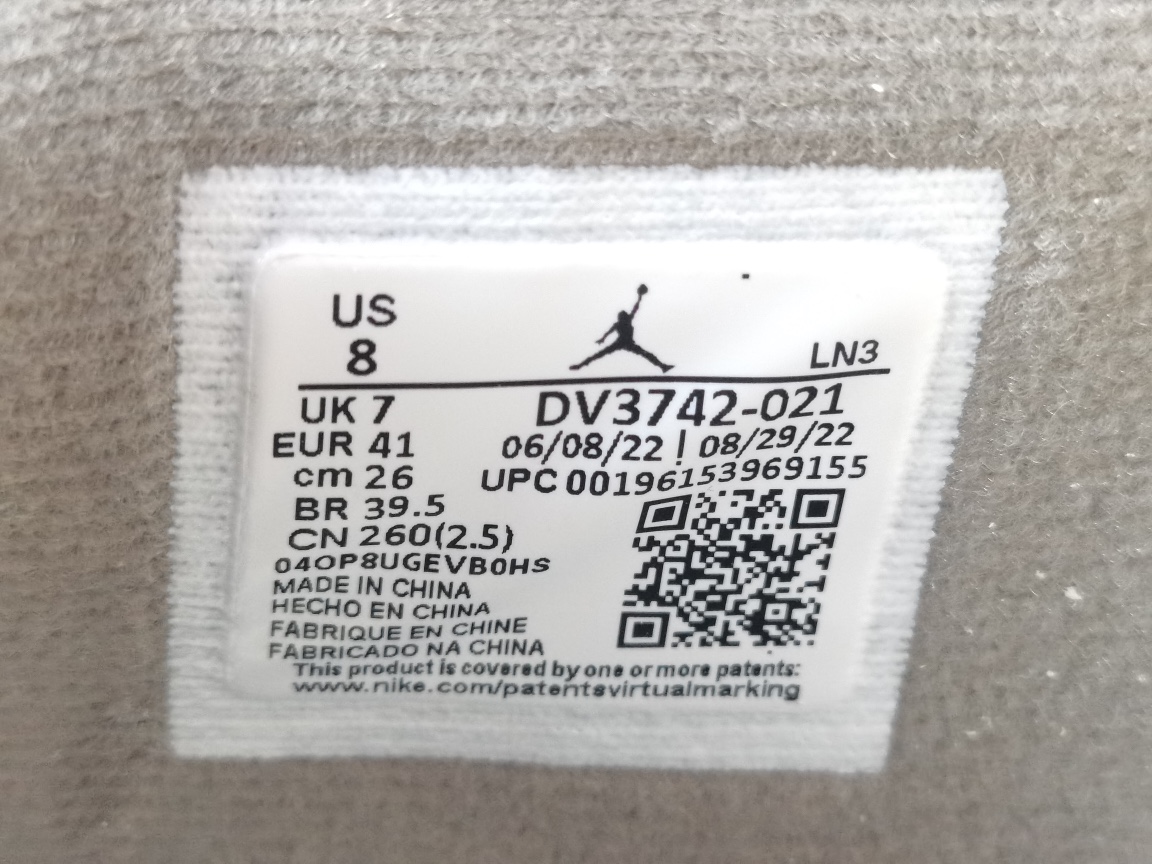 US
8
LN3
UK 7
DV3742-021
EUR 41
06/08/22 | 08/29/22
cm 26
UPC 00196153969155
BR 39.5
CN 260(2.5)
04OP8UGEVB0HS
MADE IN CHINA
HECHO EN CHINA
FABRIQUE EN CHINE
FABRICADO NA CHINA
This product is covered by one or more patents:
www.nike.com/patentsvirtualmarking